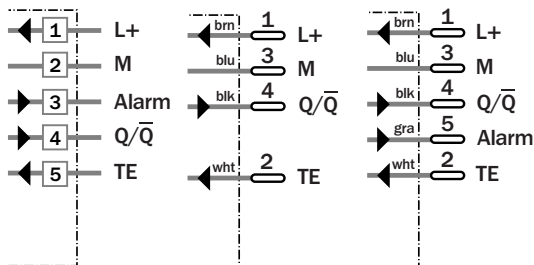 1 L+
2 M
3 Alarm
4 Q/Q̅
5 TE
brn 1 L+
blu 3 M
blk 4 Q/Q̅
wht 2 TE
brn 1 L+
blu 3 M
blk 4 Q/Q̅
gra 5 Alarm
wht 2 TE